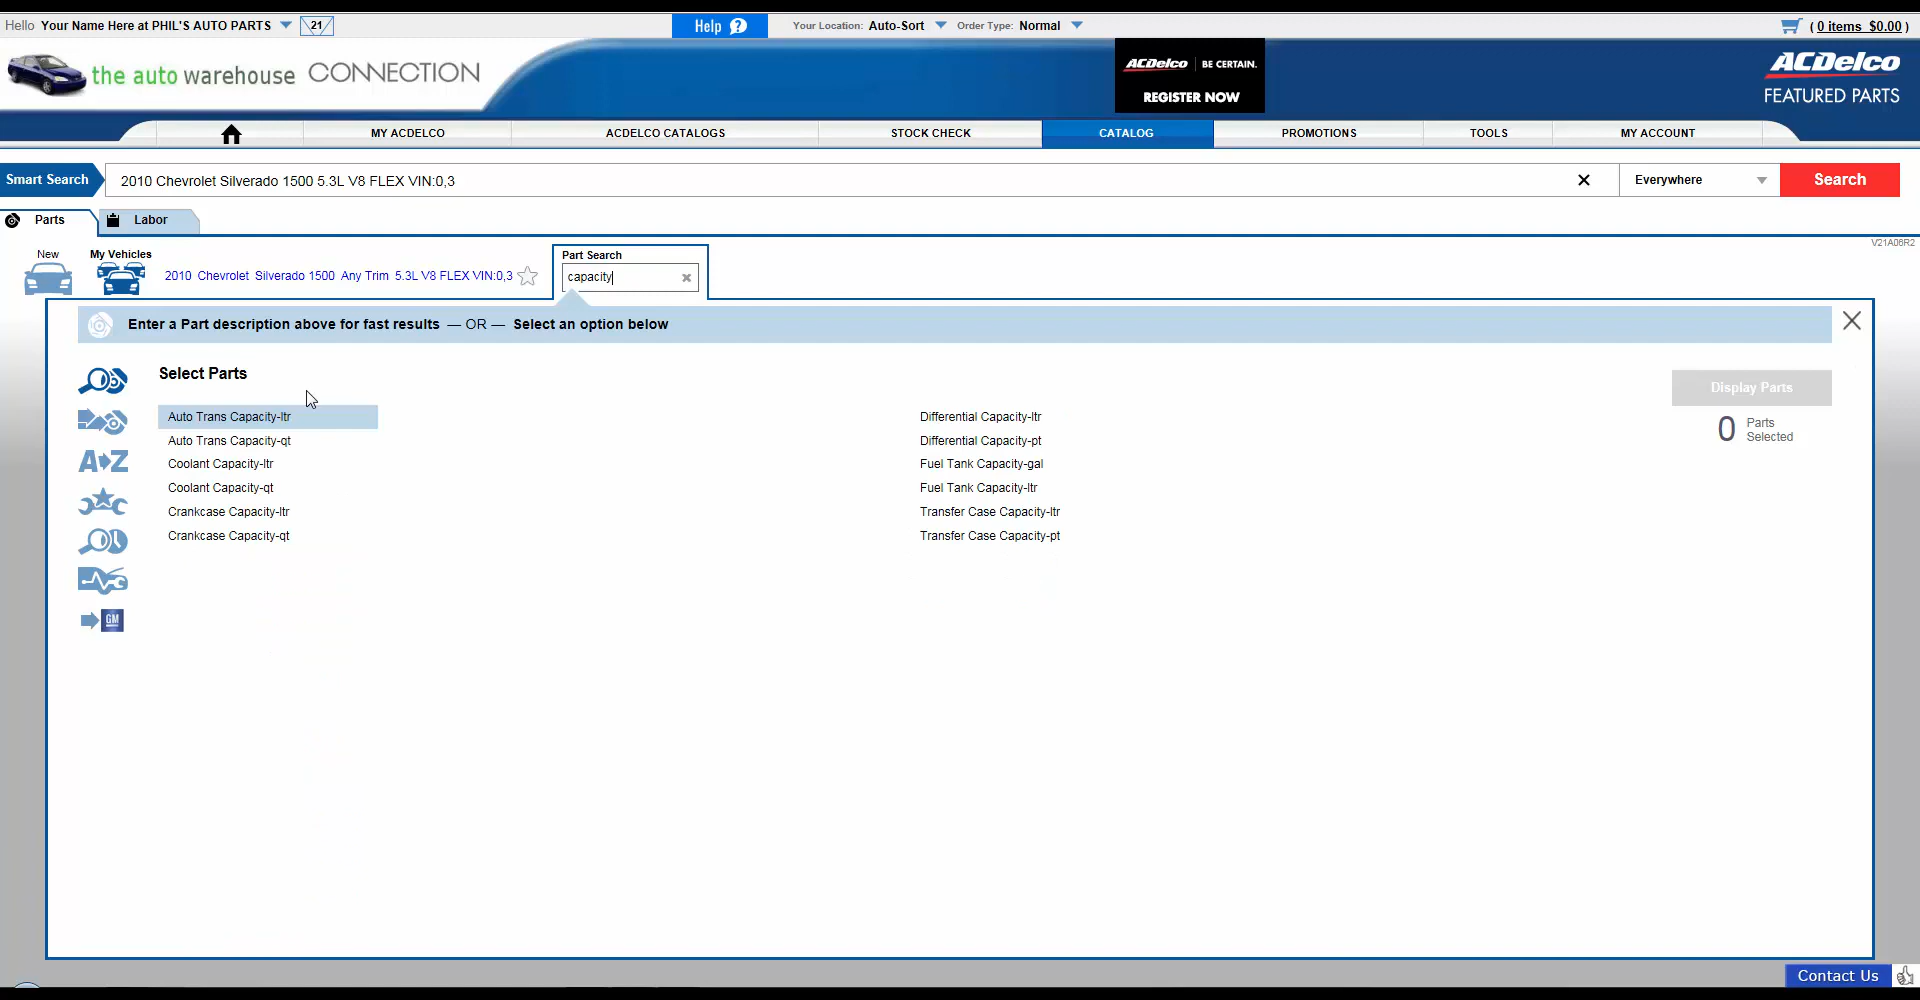 Hello Your Name Here at PHIL'S AUTO PARTS 21 Help ? Your Location: Auto-Sort Order Type: Normal ( 0 items $0.00 )
the auto warehouse CONNECTION
ACDelco BE CERTAIN.
REGISTER NOW
ACDelco
FEATURED PARTS
MY ACDELCO ACDELCO CATALOGS STOCK CHECK CATALOG PROMOTIONS TOOLS MY ACCOUNT
Smart Search 2010 Chevrolet Silverado 1500 5.3L V8 FLEX VIN:0,3 Everywhere Search
Parts Labor
V21A06R2
New My Vehicles 2010 Chevrolet Silverado 1500 Any Trim 5.3L V8 FLEX VIN:0,3
Part Search
capacity
Enter a Part description above for fast results — OR — Select an option below
Select Parts
Display Parts
0 Parts Selected
Auto Trans Capacity-ltr
Auto Trans Capacity-qt
Coolant Capacity-ltr
Coolant Capacity-qt
Crankcase Capacity-ltr
Crankcase Capacity-qt
Differential Capacity-ltr
Differential Capacity-pt
Fuel Tank Capacity-gal
Fuel Tank Capacity-ltr
Transfer Case Capacity-ltr
Transfer Case Capacity-pt
A Z
GM
Contact Us